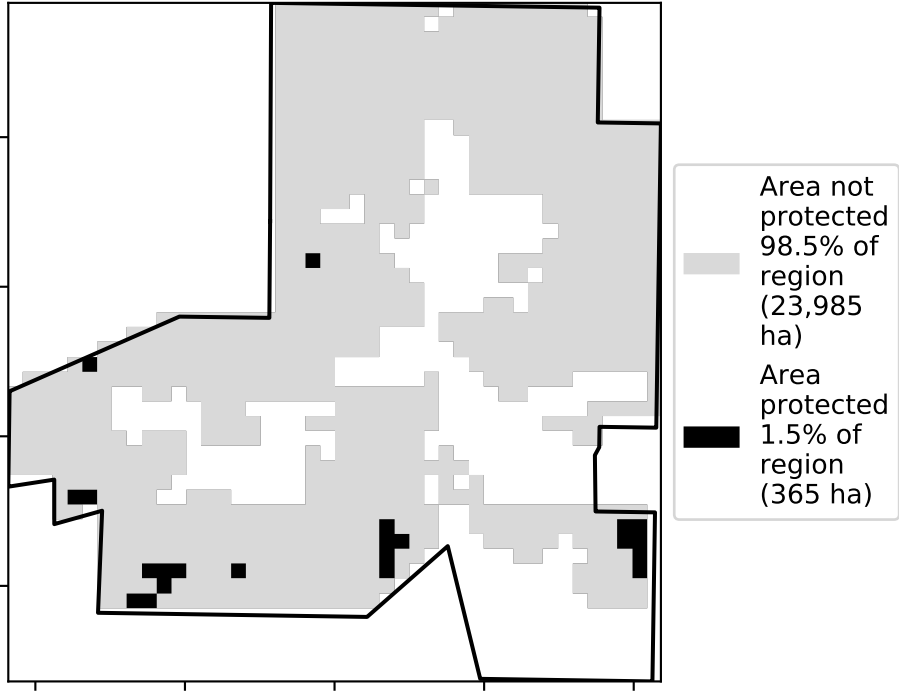 Area not
protected
98.5% of
region
(23,985
ha)
Area
protected
1.5% of
region
(365 ha)